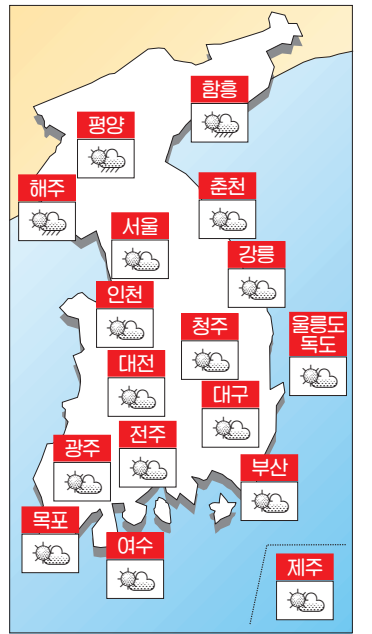 함흥
평양
해주
춘천
서울
강릉
인천
청주
울릉도
독도
대전
대구
전주
광주
부산
목포
여수
제주